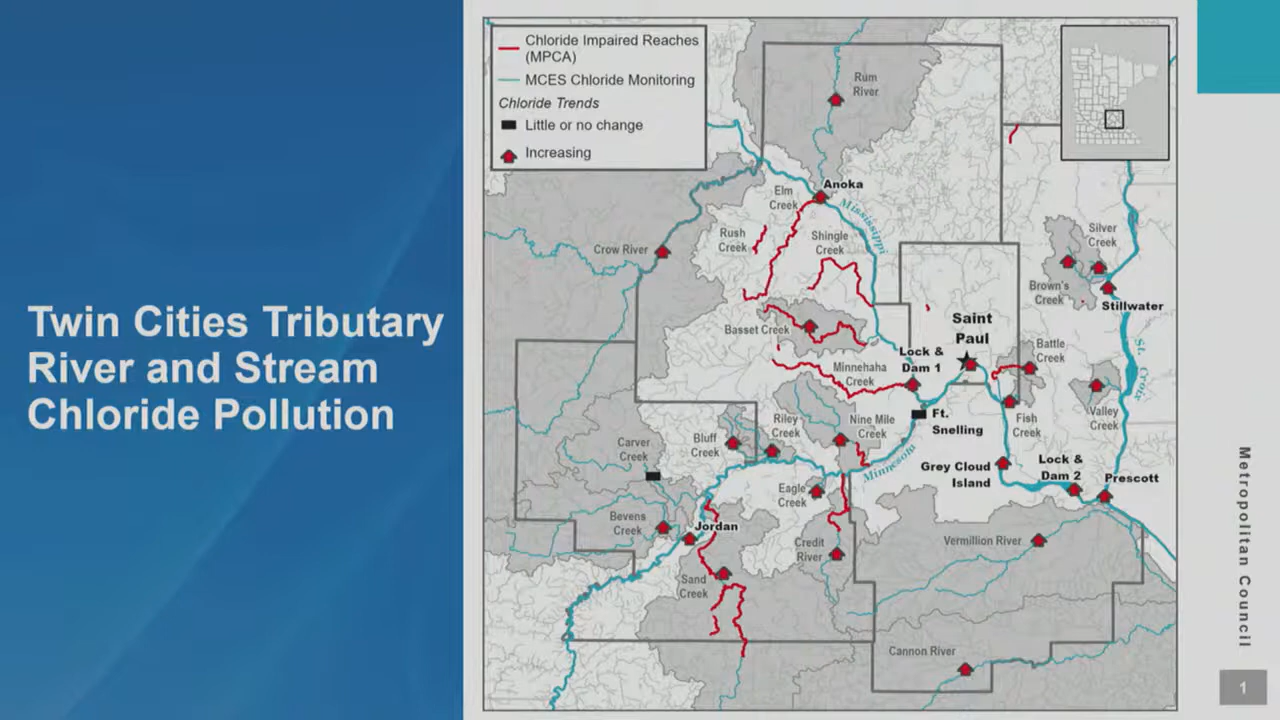 Twin Cities Tributary
River and Stream
Chloride Pollution
Chloride Impaired Reaches
(MPCA)
MCES Chloride Monitoring
Chloride Trends
Little or no change
Increasing
Rum
River
Anoka
Elm
Creek
Mississippi
Rush
Creek
Shingle
Creek
Crow River
Silver
Creek
Brown's
Creek
Stillwater
Basset Creek
Saint
Paul
Lock &
Dam 1
Battle
Creek
St. Croix
Minnehaha
Creek
Valley
Creek
Ft.
Snelling
Fish
Creek
Nine Mile
Creek
Riley
Creek
Bluff
Creek
Carver
Creek
Minnesota
Grey Cloud
Island
Lock &
Dam 2
Prescott
Eagle
Creek
Bevens
Creek
Jordan
Credit
River
Vermillion River
Sand
Creek
Cannon River
Metropolitan Council
1